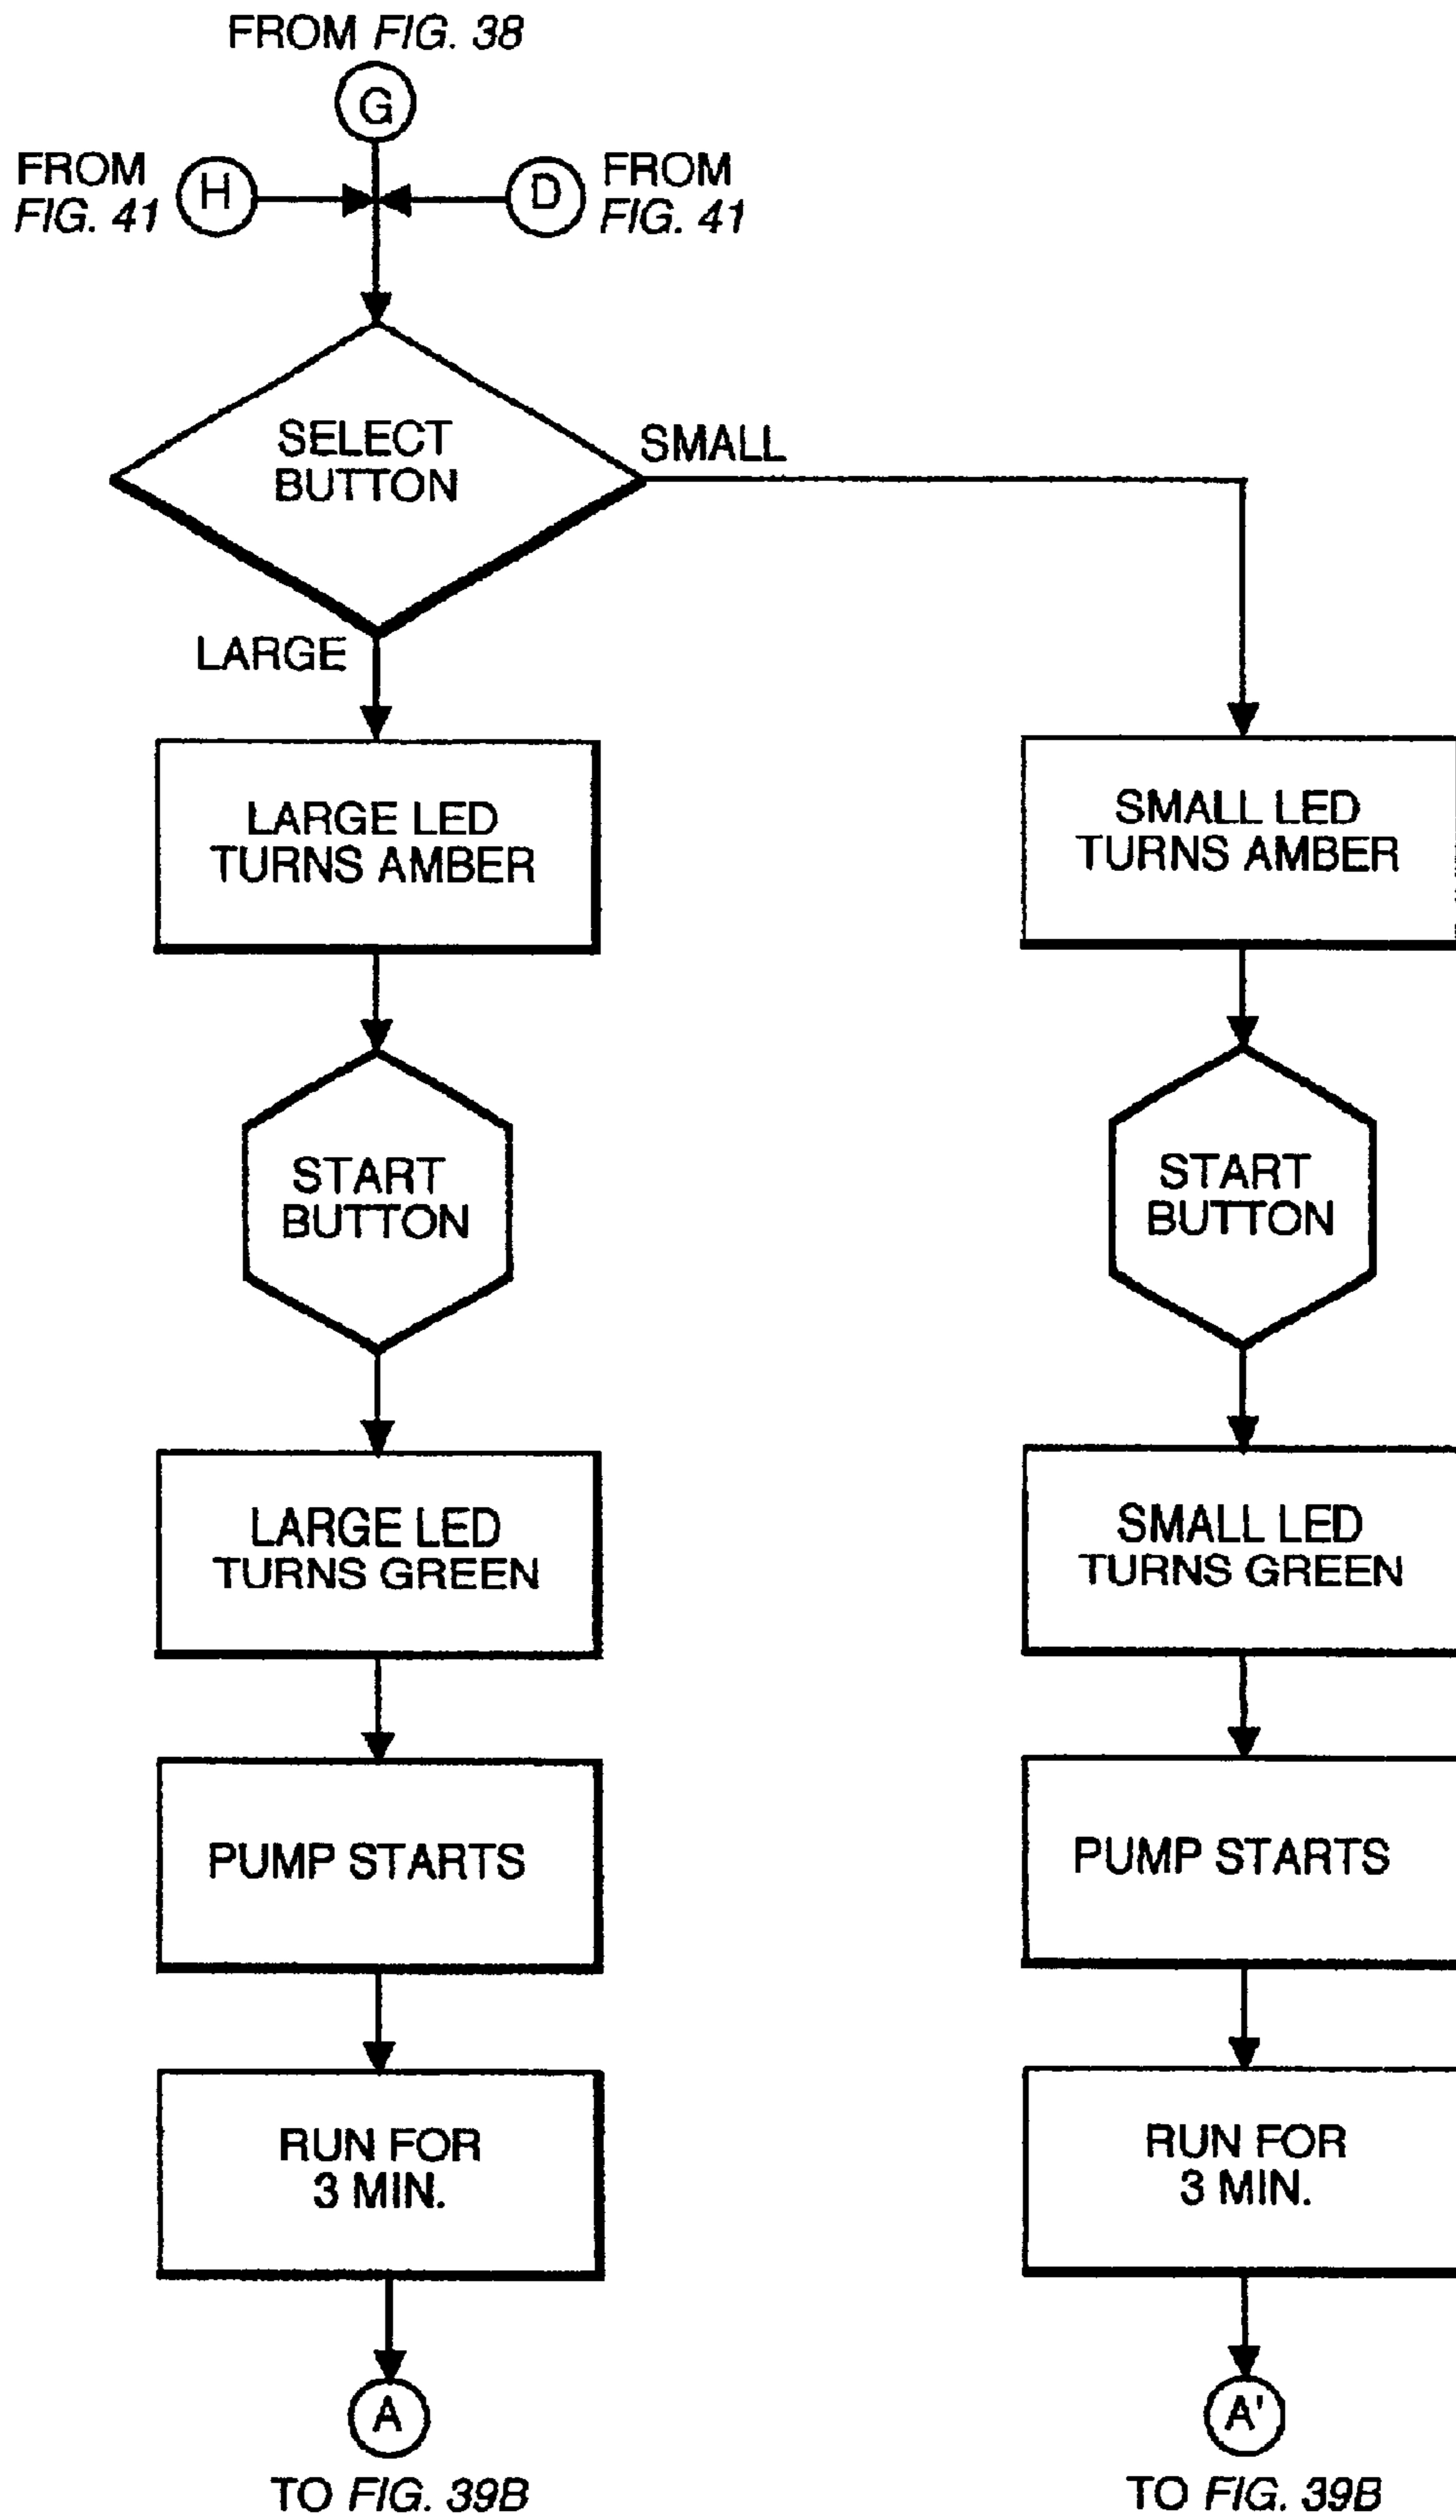 FROM FIG. 38
G
FROM
FIG. 41
H
D
FROM
FIG. 41
SELECT
BUTTON
SMALL
LARGE
LARGE LED
TURNS AMBER
SMALL LED
TURNS AMBER
START
BUTTON
START
BUTTON
LARGE LED
TURNS GREEN
SMALL LED
TURNS GREEN
PUMP STARTS
PUMP STARTS
RUN FOR
3 MIN.
RUN FOR
3 MIN.
A
A'
TO FIG. 39B
TO FIG. 39B